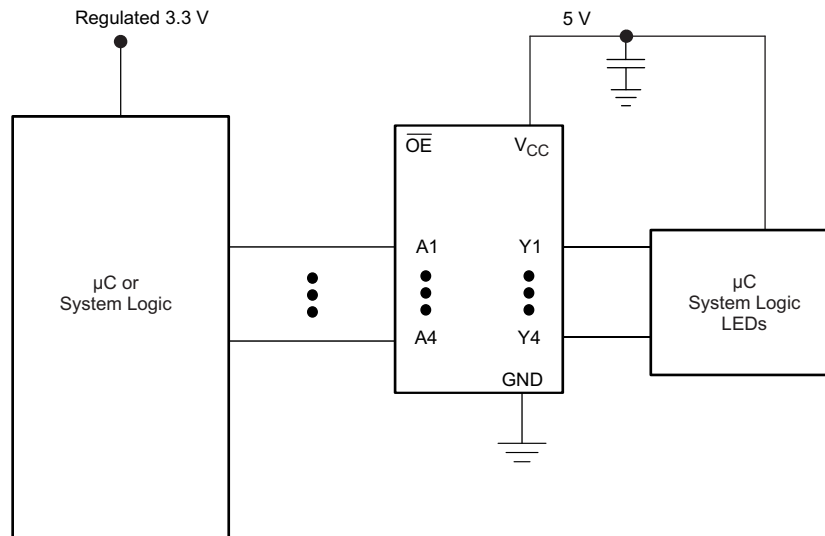 Regulated 3.3 V
5 V
OE
VCC
A1
Y1
µC or
System Logic
µC
System Logic
LEDs
A4
Y4
GND